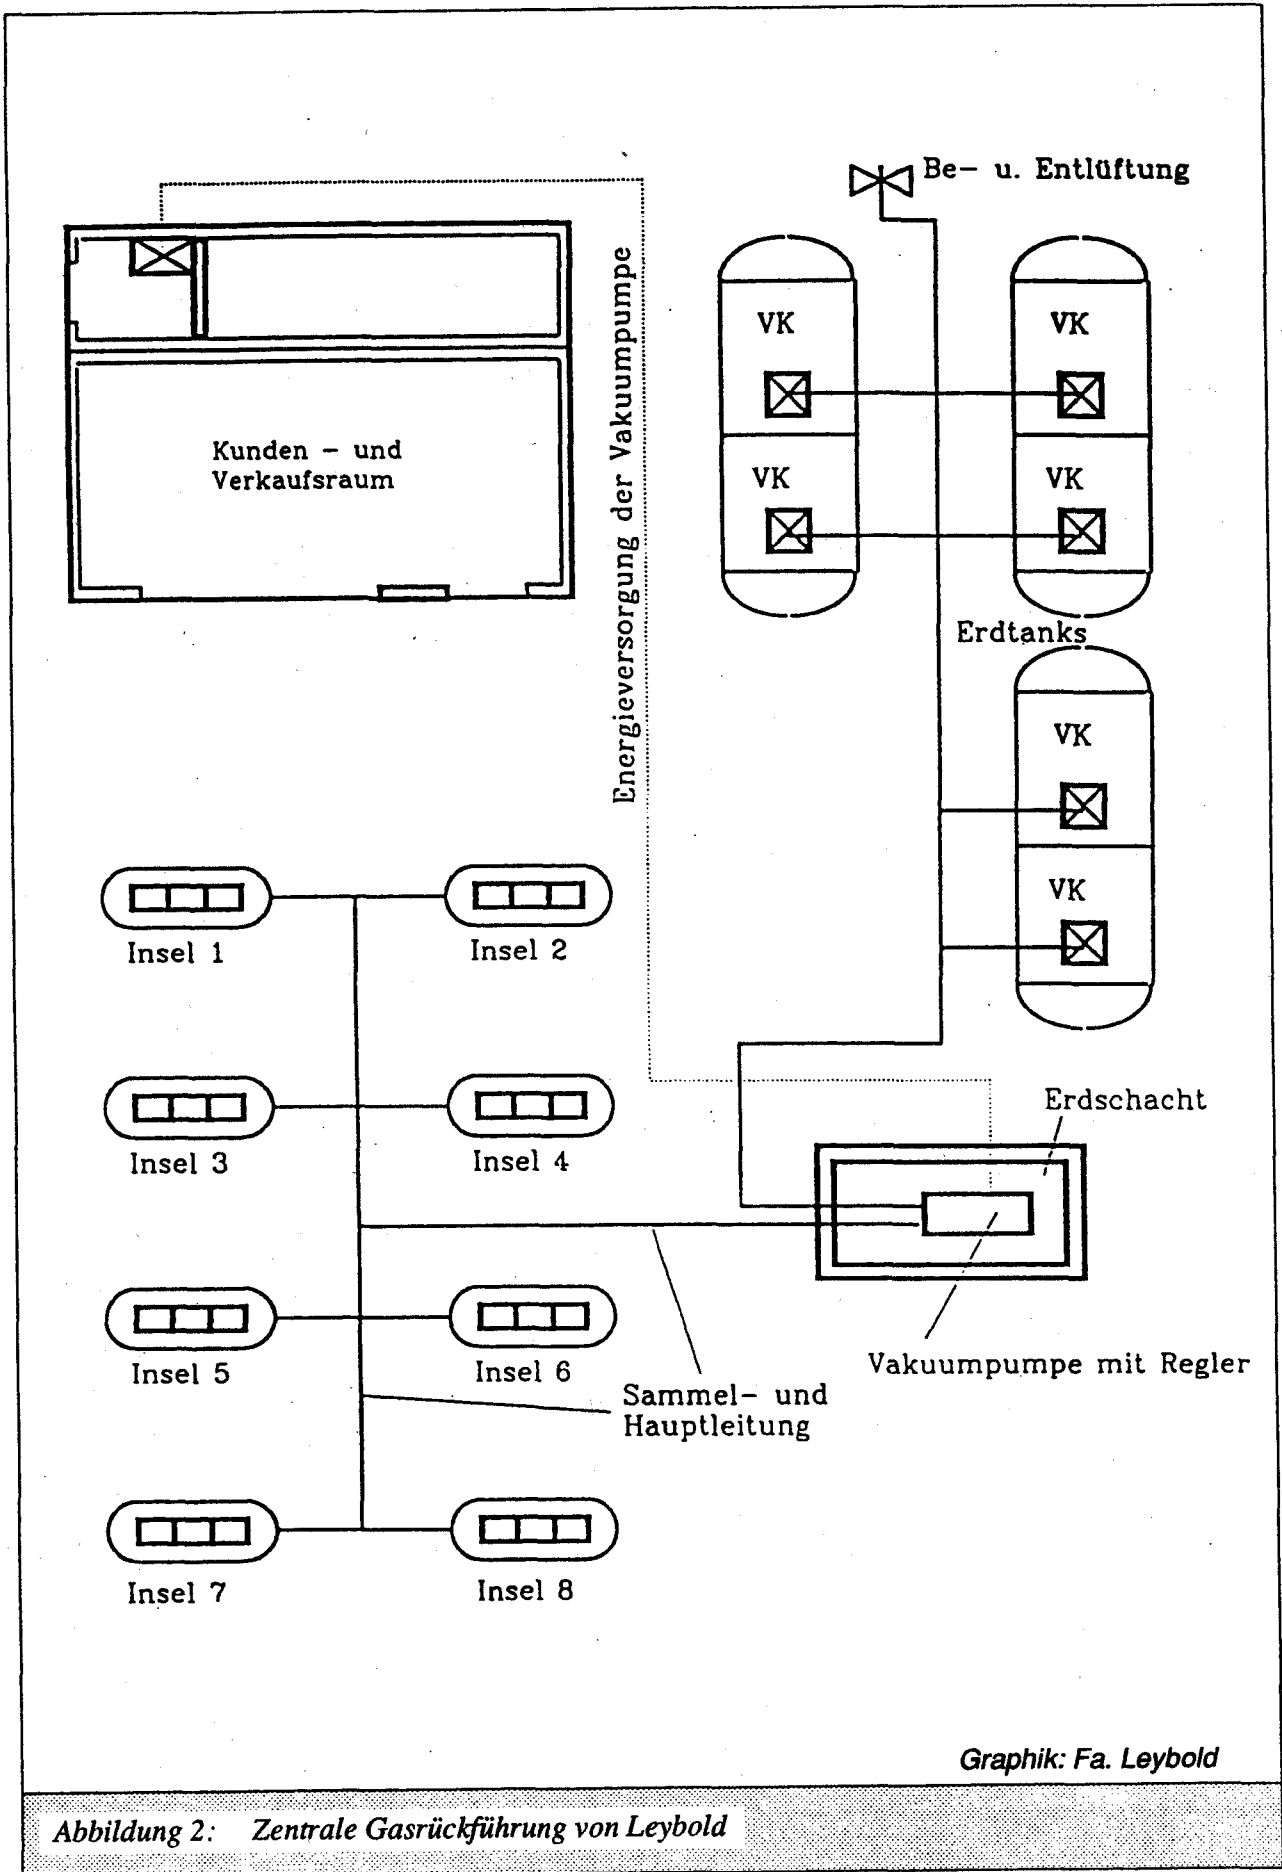 Be- u. Entlüftung
VK
VK
Kunden - und
Verkaufsraum
Energieversorgung der Vakuumpumpe
VK
VK
Erdtanks
VK
VK
Insel 1
Insel 2
Insel 3
Insel 4
Erdschacht
Insel 5
Insel 6
Vakuumpumpe mit Regler
Sammel- und
Hauptleitung
Insel 7
Insel 8
Graphik: Fa. Leybold
Abbildung 2: Zentrale Gasrückführung von Leybold